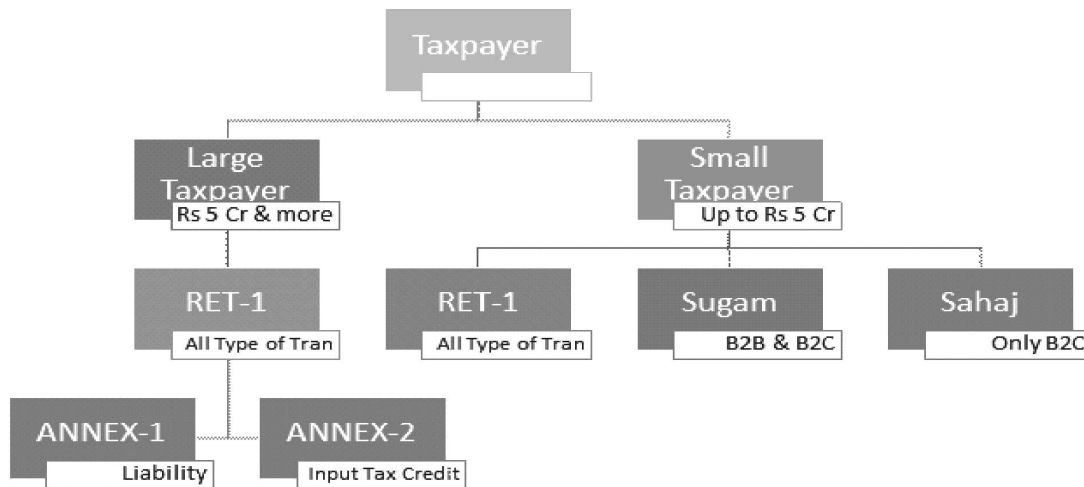 Taxpayer
Large
Taxpayer
Rs 5 Cr & more
Small
Taxpayer
Up to Rs 5 Cr
RET-1
All Type of Tran
RET-1
All Type of Tran
Sugam
B2B & B2C
Sahaj
Only B2C
ANNEX-1
Liability
ANNEX-2
Input Tax Credit